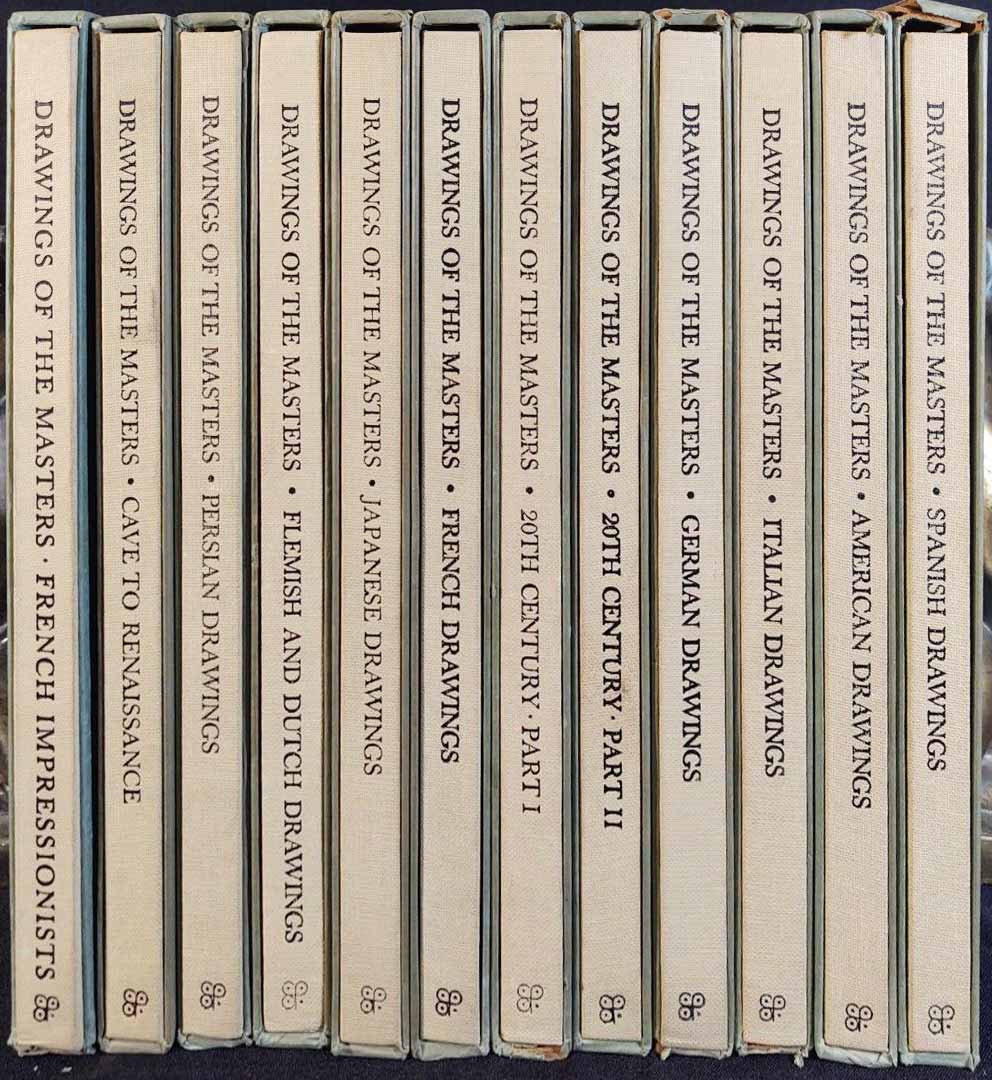 DRAWINGS OF THE MASTERS · FRENCH IMPRESSIONISTS
DRAWINGS OF THE MASTERS • CAVE TO RENAISSANCE
DRAWINGS OF THE MASTERS • PERSIAN DRAWINGS
DRAWINGS OF THE MASTERS • FLEMISH AND DUTCH DRAWINGS
DRAWINGS OF THE MASTERS • JAPANESE DRAWINGS
DRAWINGS OF THE MASTERS • FRENCH DRAWINGS
DRAWINGS OF THE MASTERS • 20TH CENTURY · PART I
DRAWINGS OF THE MASTERS • 20TH CENTURY · PART II
DRAWINGS OF THE MASTERS • GERMAN DRAWINGS
DRAWINGS OF THE MASTERS • ITALIAN DRAWINGS
DRAWINGS OF THE MASTERS • AMERICAN DRAWINGS
DRAWINGS OF THE MASTERS • SPANISH DRAWINGS